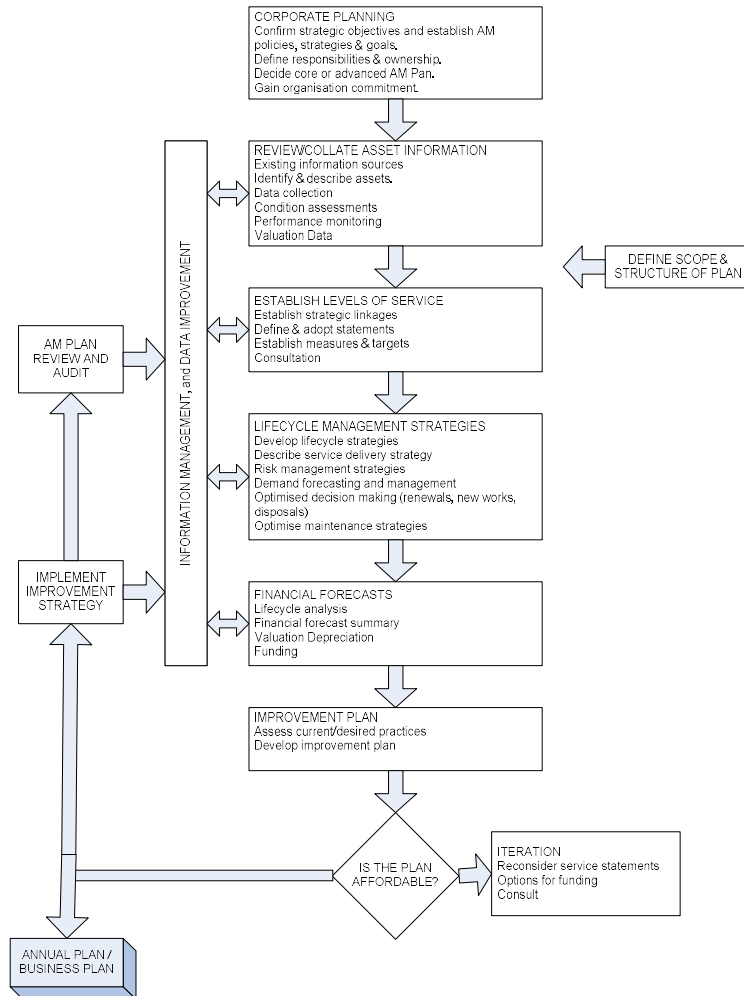 CORPORATE PLANNING
Confirm strategic objectives and establish AM
policies, strategies & goals.
Define responsibilities & ownership.
Decide core or advanced AM Pan.
Gain organisation commitment.
REVIEW/COLLATE ASSET INFORMATION
Existing information sources
Identify & describe assets.
Data collection
Condition assessments
Performance monitoring
Valuation Data
INFORMATION MANAGEMENT, and DATA IMPROVEMENT
DEFINE SCOPE &
STRUCTURE OF PLAN
ESTABLISH LEVELS OF SERVICE
Establish strategic linkages
Define & adopt statements
Establish measures & targets
Consultation
AM PLAN
REVIEW AND
AUDIT
LIFECYCLE MANAGEMENT STRATEGIES
Develop lifecycle strategies
Describe service delivery strategy
Risk management strategies
Demand forecasting and management
Optimised decision making (renewals, new works,
disposals)
Optimise maintenance strategies
IMPLEMENT
IMPROVEMENT
STRATEGY
FINANCIAL FORECASTS
Lifecycle analysis
Financial forecast summary
Valuation Depreciation
Funding
IMPROVEMENT PLAN
Assess current/desired practices
Develop improvement plan
IS THE PLAN
AFFORDABLE?
ITERATION
Reconsider service statements
Options for funding
Consult
ANNUAL PLAN /
BUSINESS PLAN